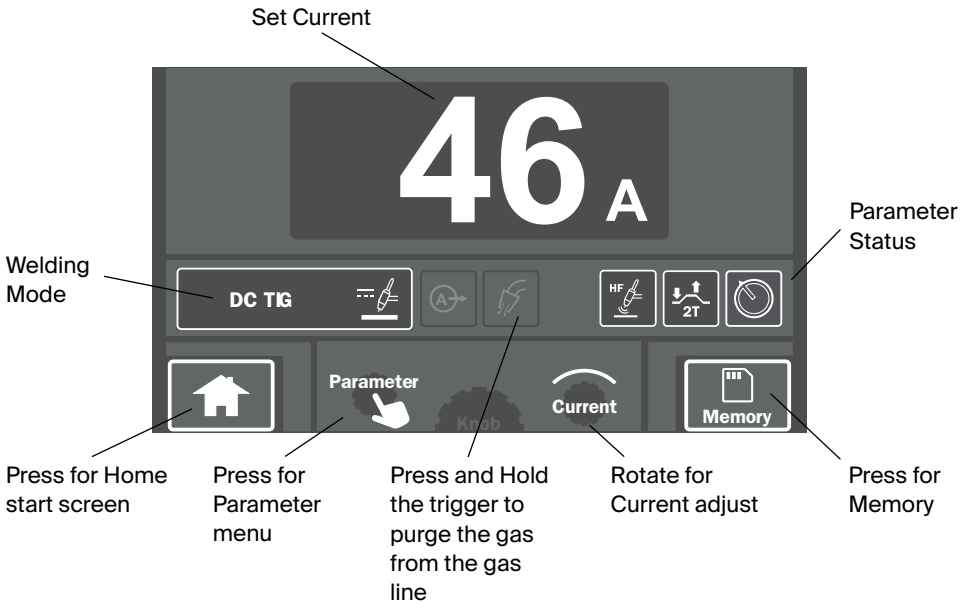 Set Current
46 A
Parameter
Status
Welding
Mode
DC TIG
A
HF
2T
Parameter
Knob
Current
Memory
Press for Home
start screen
Press for
Parameter
menu
Press and Hold
the trigger to
purge the gas
from the gas
line
Rotate for
Current adjust
Press for
Memory